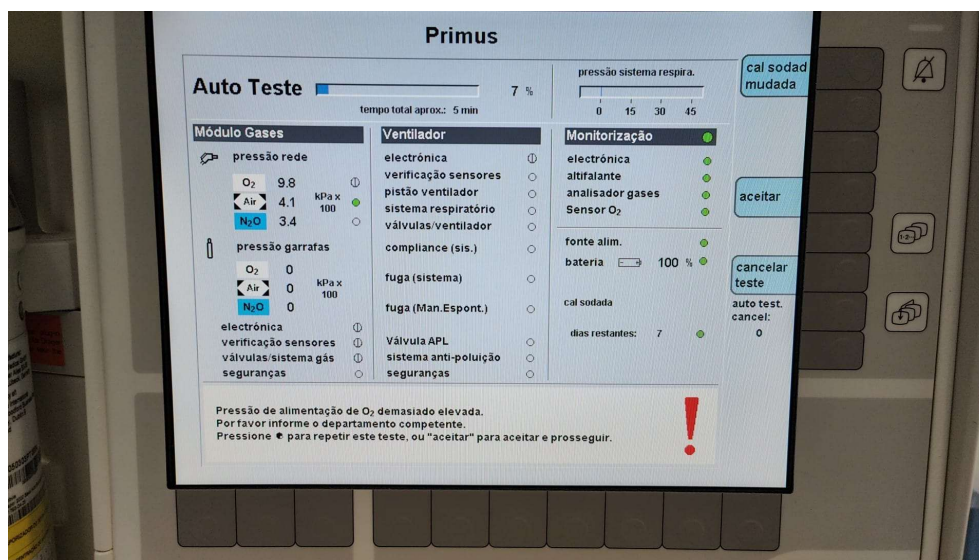 Primus
Auto Teste 7 %
tempo total aprox.: 5 min
pressão sistema respira.
0 15 30 45
cal sodad
mudada
Módulo Gases
pressão rede
O₂ 9.8
Air 4.1
kPa x
100
N₂O 3.4
pressão garrafas
O₂ 0
Air 0
kPa x
100
N₂O 0
electrónica
verificação sensores
válvulas/sistema gás
seguranças
Ventilador
electrónica
verificação sensores
pistão ventilador
sistema respiratório
válvulas/ventilador
compliance (sis.)
fuga (sistema)
fuga (Man.Espont.)
Válvula APL
sistema anti-poluição
seguranças
Monitorização
electrónica
altifalante
analisador gases
Sensor O₂
fonte alim.
bateria 100 %
cal sodada
dias restantes: 7
aceitar
cancelar
teste
auto test.
cancel:
0
Pressão de alimentação de O₂ demasiado elevada.
Por favor informe o departamento competente.
Pressione para repetir este teste, ou "aceitar" para aceitar e prosseguir.